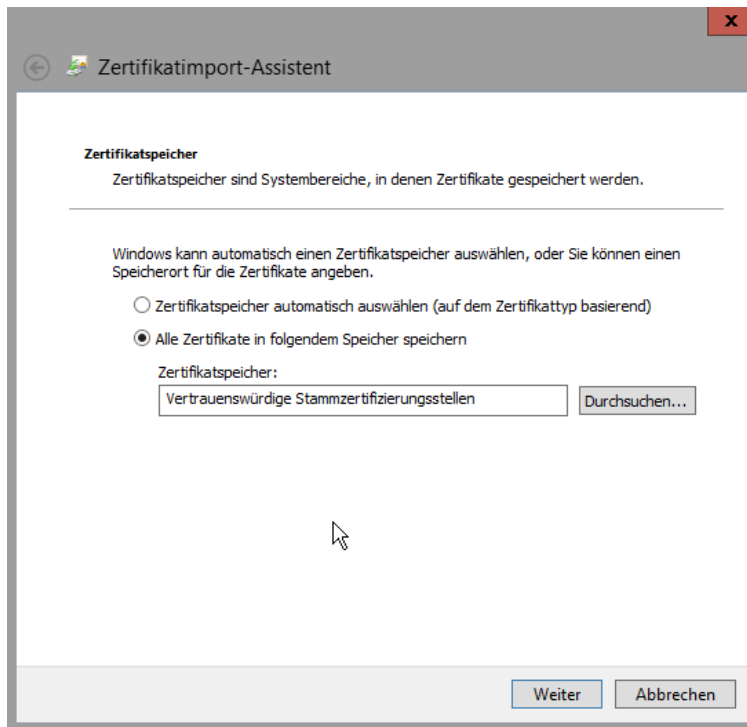 x
Zertifikatimport-Assistent
Zertifikatspeicher
Zertifikatspeicher sind Systembereiche, in denen Zertifikate gespeichert werden.
Windows kann automatisch einen Zertifikatspeicher auswählen, oder Sie können einen
Speicherort für die Zertifikate angeben.
Zertifikatspeicher automatisch auswählen (auf dem Zertifikattyp basierend)
Alle Zertifikate in folgendem Speicher speichern
Zertifikatspeicher:
Vertrauenswürdige Stammzertifizierungsstellen
Durchsuchen...
Weiter
Abbrechen